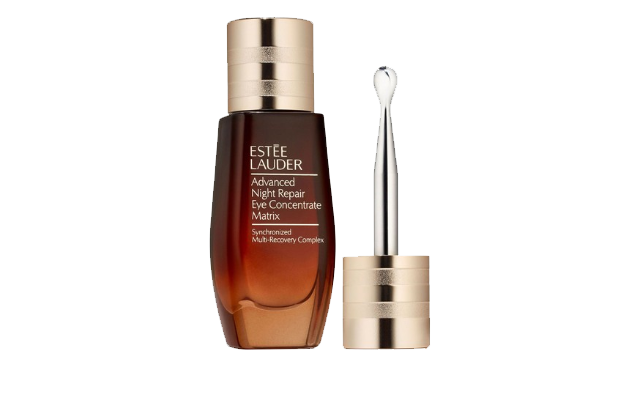 ESTĒE
LAUDER
Advanced
Night Repair
Eye Concentrate
Matrix
Synchronized
Multi-Recovery Complex